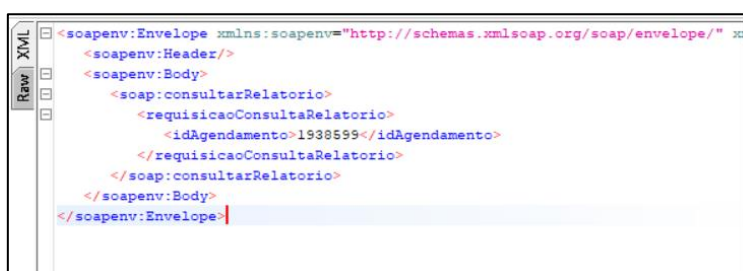 XML
Raw
<soapenv:Envelope xmlns:soapenv="http://schemas.xmlsoap.org/soap/envelope/"
<soapenv:Header/>
<soapenv:Body>
<soap:consultarRelatorio>
<requisicaoConsultaRelatorio>
<idAgendamento>1938599</idAgendamento>
</requisicaoConsultaRelatorio>
</soap:consultarRelatorio>
</soapenv:Body>
</soapenv:Envelope>